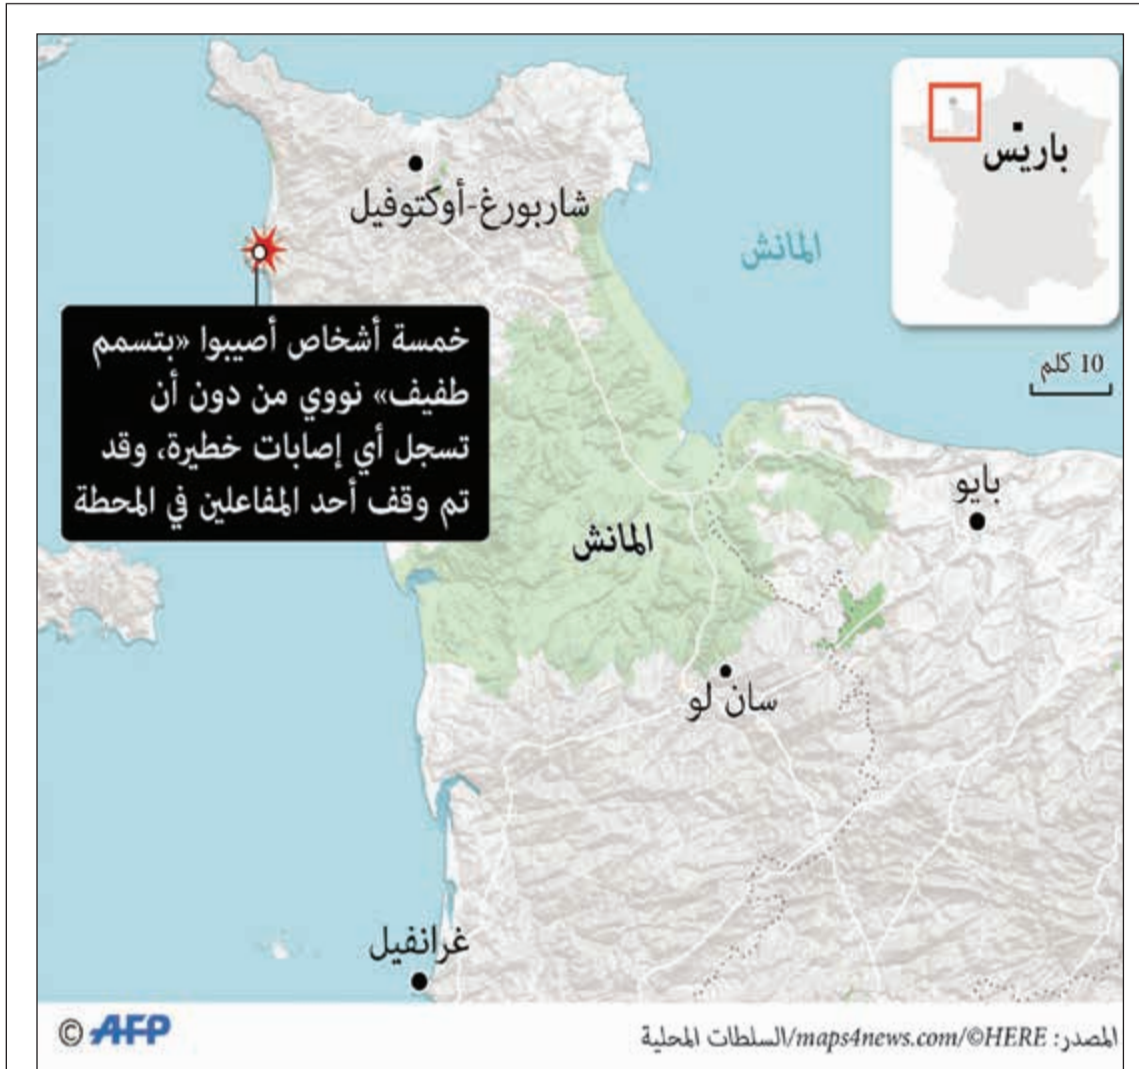 باريس
شاربورغ-أوكتوفيل
المانش
10 كلم
خمسة أشخاص أصيبوا «بتسمم
طفيف» نووي من دون أن
تسجل أي إصابات خطيرة، وقد
تم وقف أحد المفاعلين في المحطة
بايو
المانش
سان لو
غرانفيل
المصدر: maps4news.com/©HERE/السلطات المحلية
© AFP